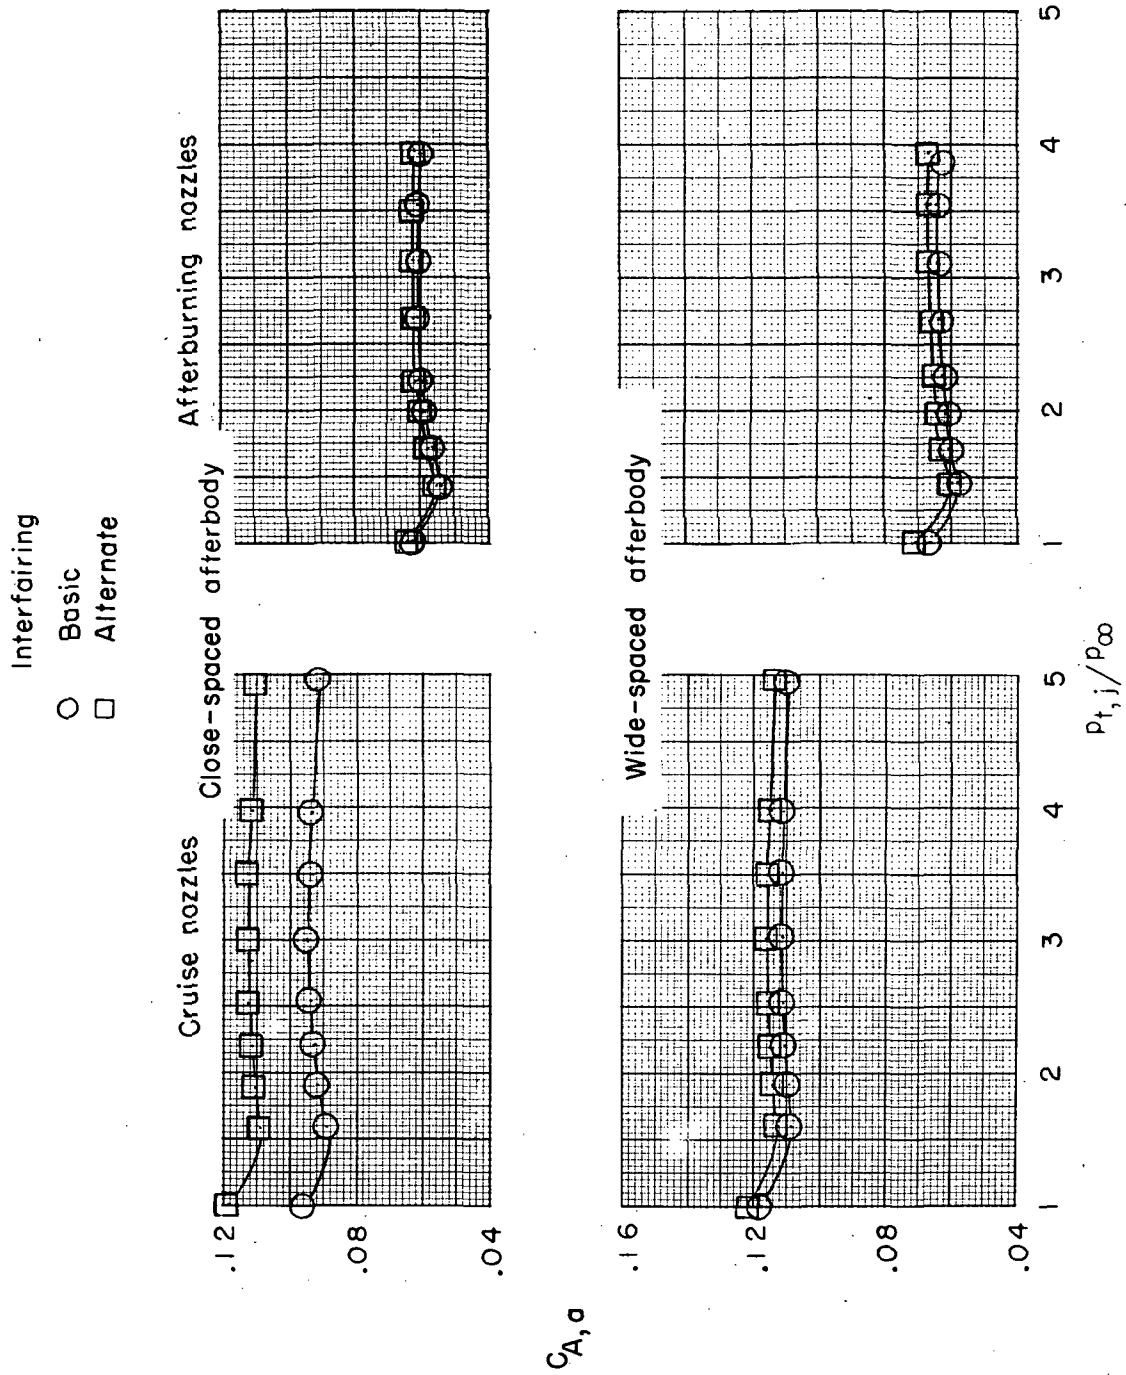 Interfairing
Basic
Alternate
Cruise nozzles
Afterburning nozzles
Close-spaced afterbody
.12
.08
.04
Wide-spaced afterbody
.16
.12
.08
.04
C_A,a
1 2 3 4 5
1 2 3 4 5
p_t,j/p_∞